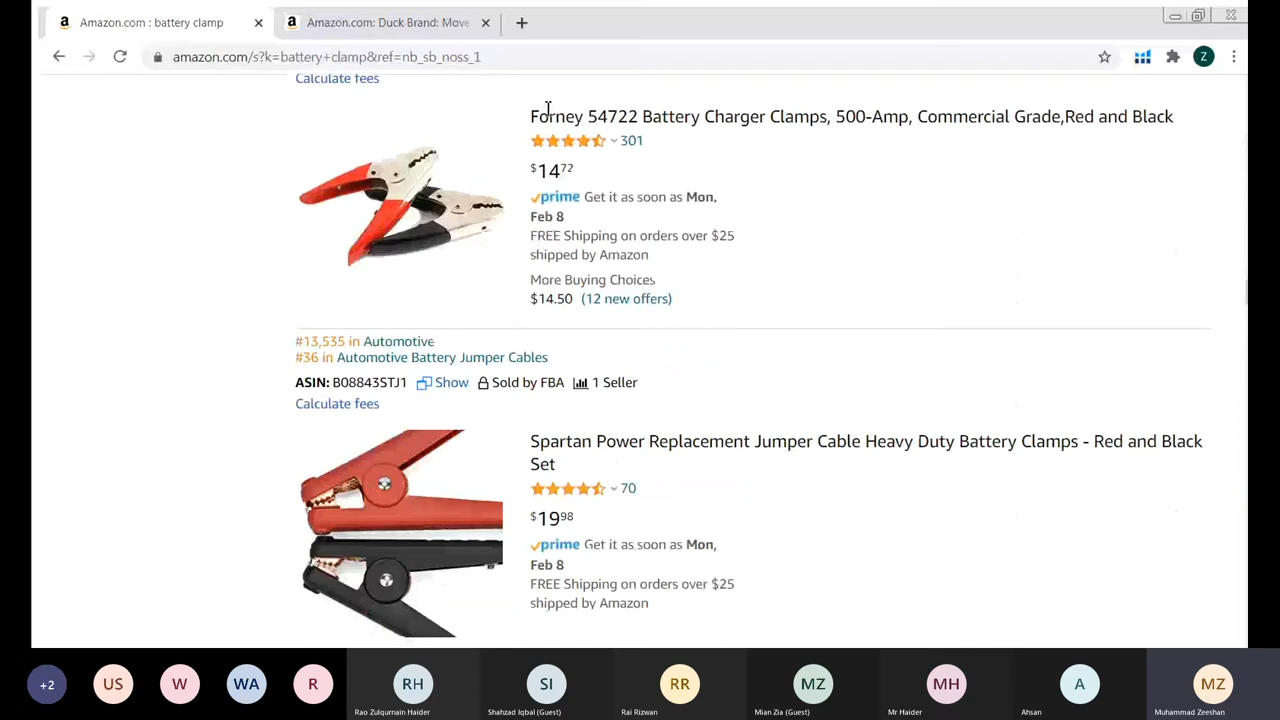 Amazon.com : battery clamp
Amazon.com: Duck Brand: Move
amazon.com/s?k=battery+clamp&ref=nb_sb_noss_1
Z
Calculate fees
Forney 54722 Battery Charger Clamps, 500-Amp, Commercial Grade,Red and Black
301
$14.72
prime Get it as soon as Mon,
Feb 8
FREE Shipping on orders over $25
shipped by Amazon
More Buying Choices
$14.50 (12 new offers)
#13,535 in Automotive
#36 in Automotive Battery Jumper Cables
ASIN: B08843STJ1 Show Sold by FBA 1 Seller
Calculate fees
Spartan Power Replacement Jumper Cable Heavy Duty Battery Clamps - Red and Black
Set
70
$19.98
prime Get it as soon as Mon,
Feb 8
FREE Shipping on orders over $25
shipped by Amazon
+2 US W WA R RH SI RR MZ MH A MZ
Rao Zulqurnain Haider Shahzad Iqbal (Guest) Rai Rizwan Mian Zia (Guest) Mr Haider Ahsan Muhammad Zeeshan